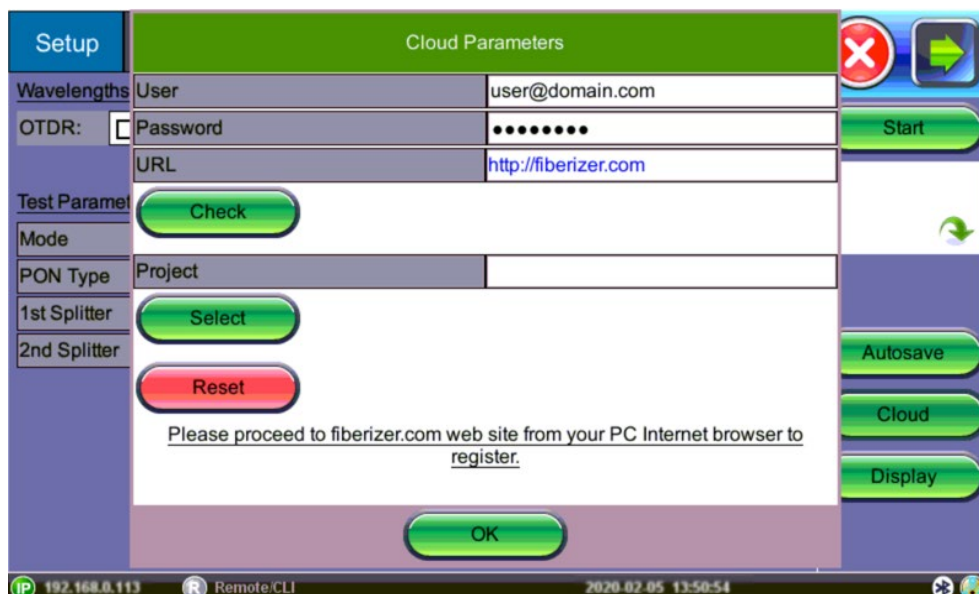 Setup
Cloud Parameters
Wavelengths
User
user@domain.com
OTDR:
Password
••••••••
Start
URL
http://fiberizer.com
Test Paramet
Check
Mode
PON Type
Project
1st Splitter
Select
2nd Splitter
Autosave
Reset
Cloud
Please proceed to fiberizer.com web site from your PC Internet browser to
register.
Display
OK
IP 192.168.0.113
R Remote/CLI
2020-02-05 13:50:54